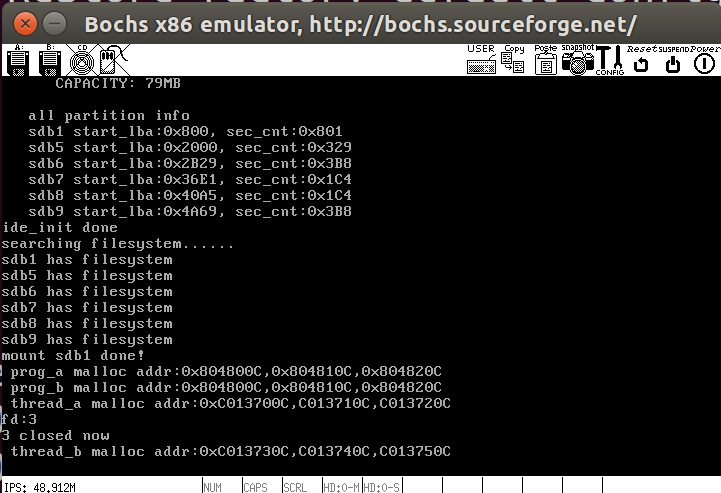 Bochs x86 emulator, http://bochs.sourceforge.net/
A: B: CD USER Copy Paste snapshot CONFIG Reset SUSPEND Power
CAPACITY: 79MB
all partition info
sdb1 start_lba:0x800, sec_cnt:0x801
sdb5 start_lba:0x2000, sec_cnt:0x329
sdb6 start_lba:0x2B29, sec_cnt:0x3B8
sdb7 start_lba:0x36E1, sec_cnt:0x1C4
sdb8 start_lba:0x40A5, sec_cnt:0x1C4
sdb9 start_lba:0x4A69, sec_cnt:0x3B8
ide_init done
searching filesystem......
sdb1 has filesystem
sdb5 has filesystem
sdb6 has filesystem
sdb7 has filesystem
sdb8 has filesystem
sdb9 has filesystem
mount sdb1 done!
prog_a malloc addr:0x804800C,0x804810C,0x804820C
prog_b malloc addr:0x804800C,0x804810C,0x804820C
thread_a malloc addr:0xC013700C,C013710C,C013720C
fd:3
3 closed now
thread_b malloc addr:0xC013730C,C013740C,C013750C
IPS: 48.912M NUM CAPS SCRL HD:0-M HD:0-S